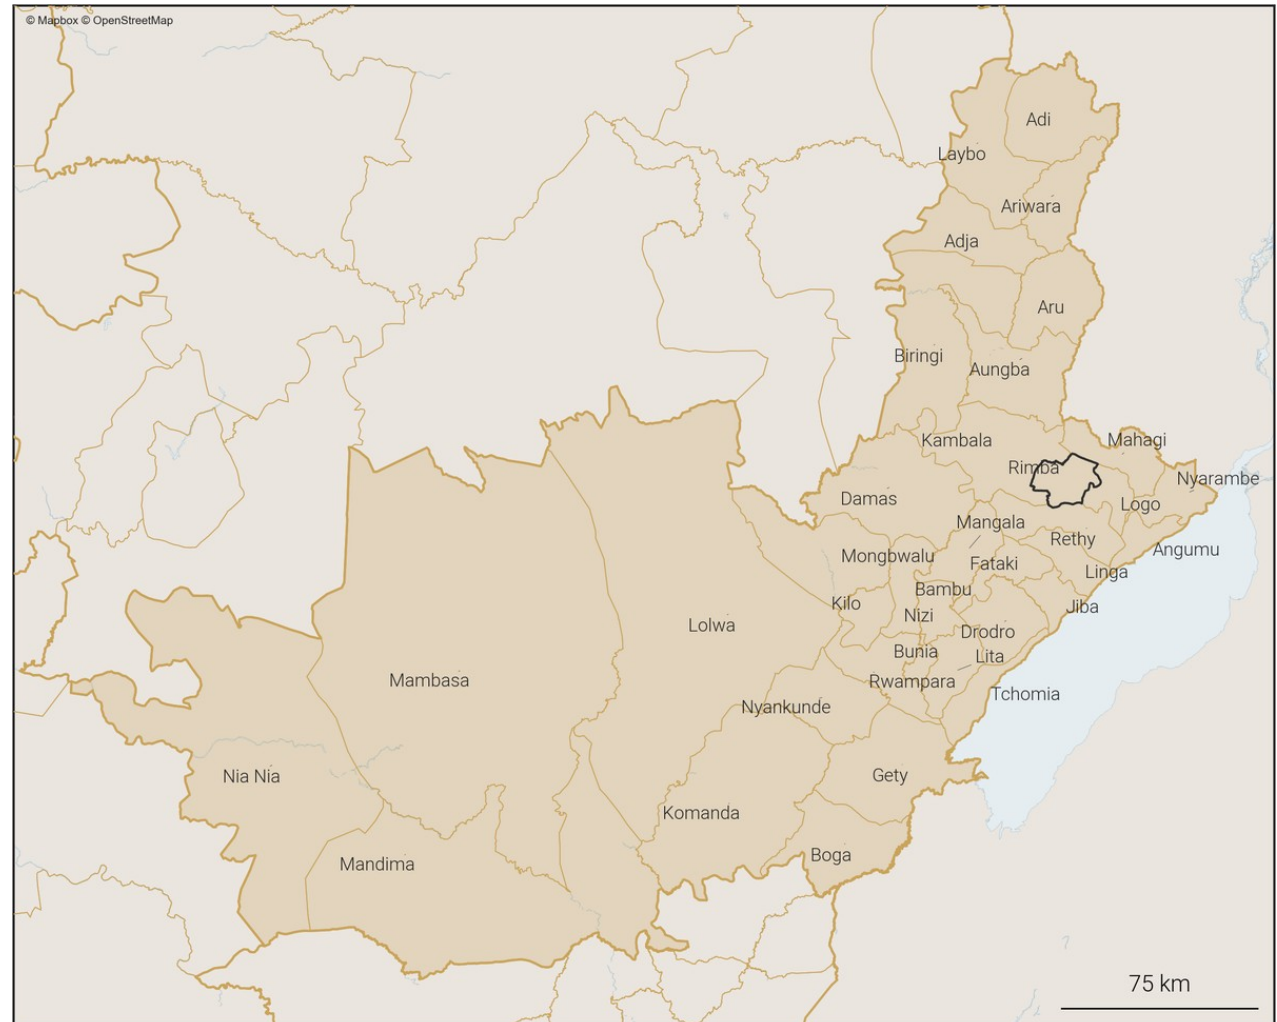 © Mapbox © OpenStreetMap
Adi
Laybo
Ariwara
Adja
Aru
Biringi
Aungba
Kambala
Mahagi
Rimba
Nyarambe
Damas
Logo
Mangala
Rethy
Angumu
Mongbwalu
Fataki
Linga
Bambu
Kilo
Jiba
Nizi
Lolwa
Drodro
Bunia
Lita
Mambasa
Rwampara
Tchomia
Nyankunde
Nia Nia
Gety
Komanda
Boga
Mandima
75 km